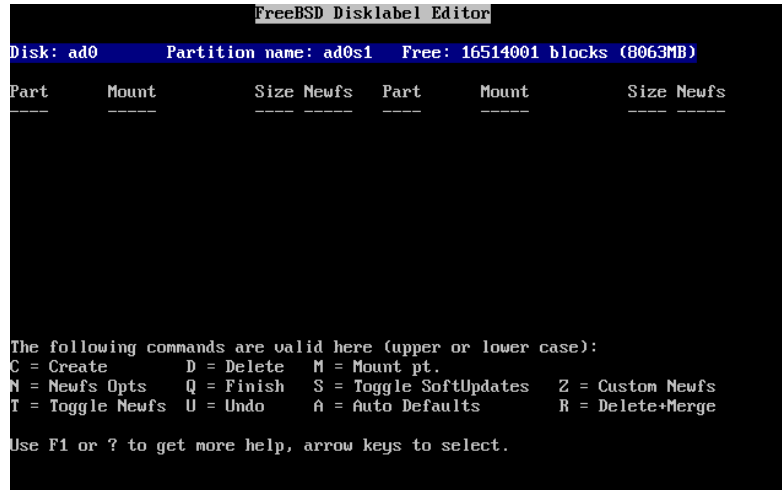 FreeBSD Disklabel Editor
Disk: ad0 Partition name: ad0s1 Free: 16514001 blocks (8063MB)
Part Mount Size Newfs Part Mount Size Newfs
---- ----- ---- ----- ---- ----- ---- -----
The following commands are valid here (upper or lower case):
C = Create D = Delete M = Mount pt.
N = Newfs Opts Q = Finish S = Toggle SoftUpdates Z = Custom Newfs
T = Toggle Newfs U = Undo A = Auto Defaults R = Delete+Merge
Use F1 or ? to get more help, arrow keys to select.